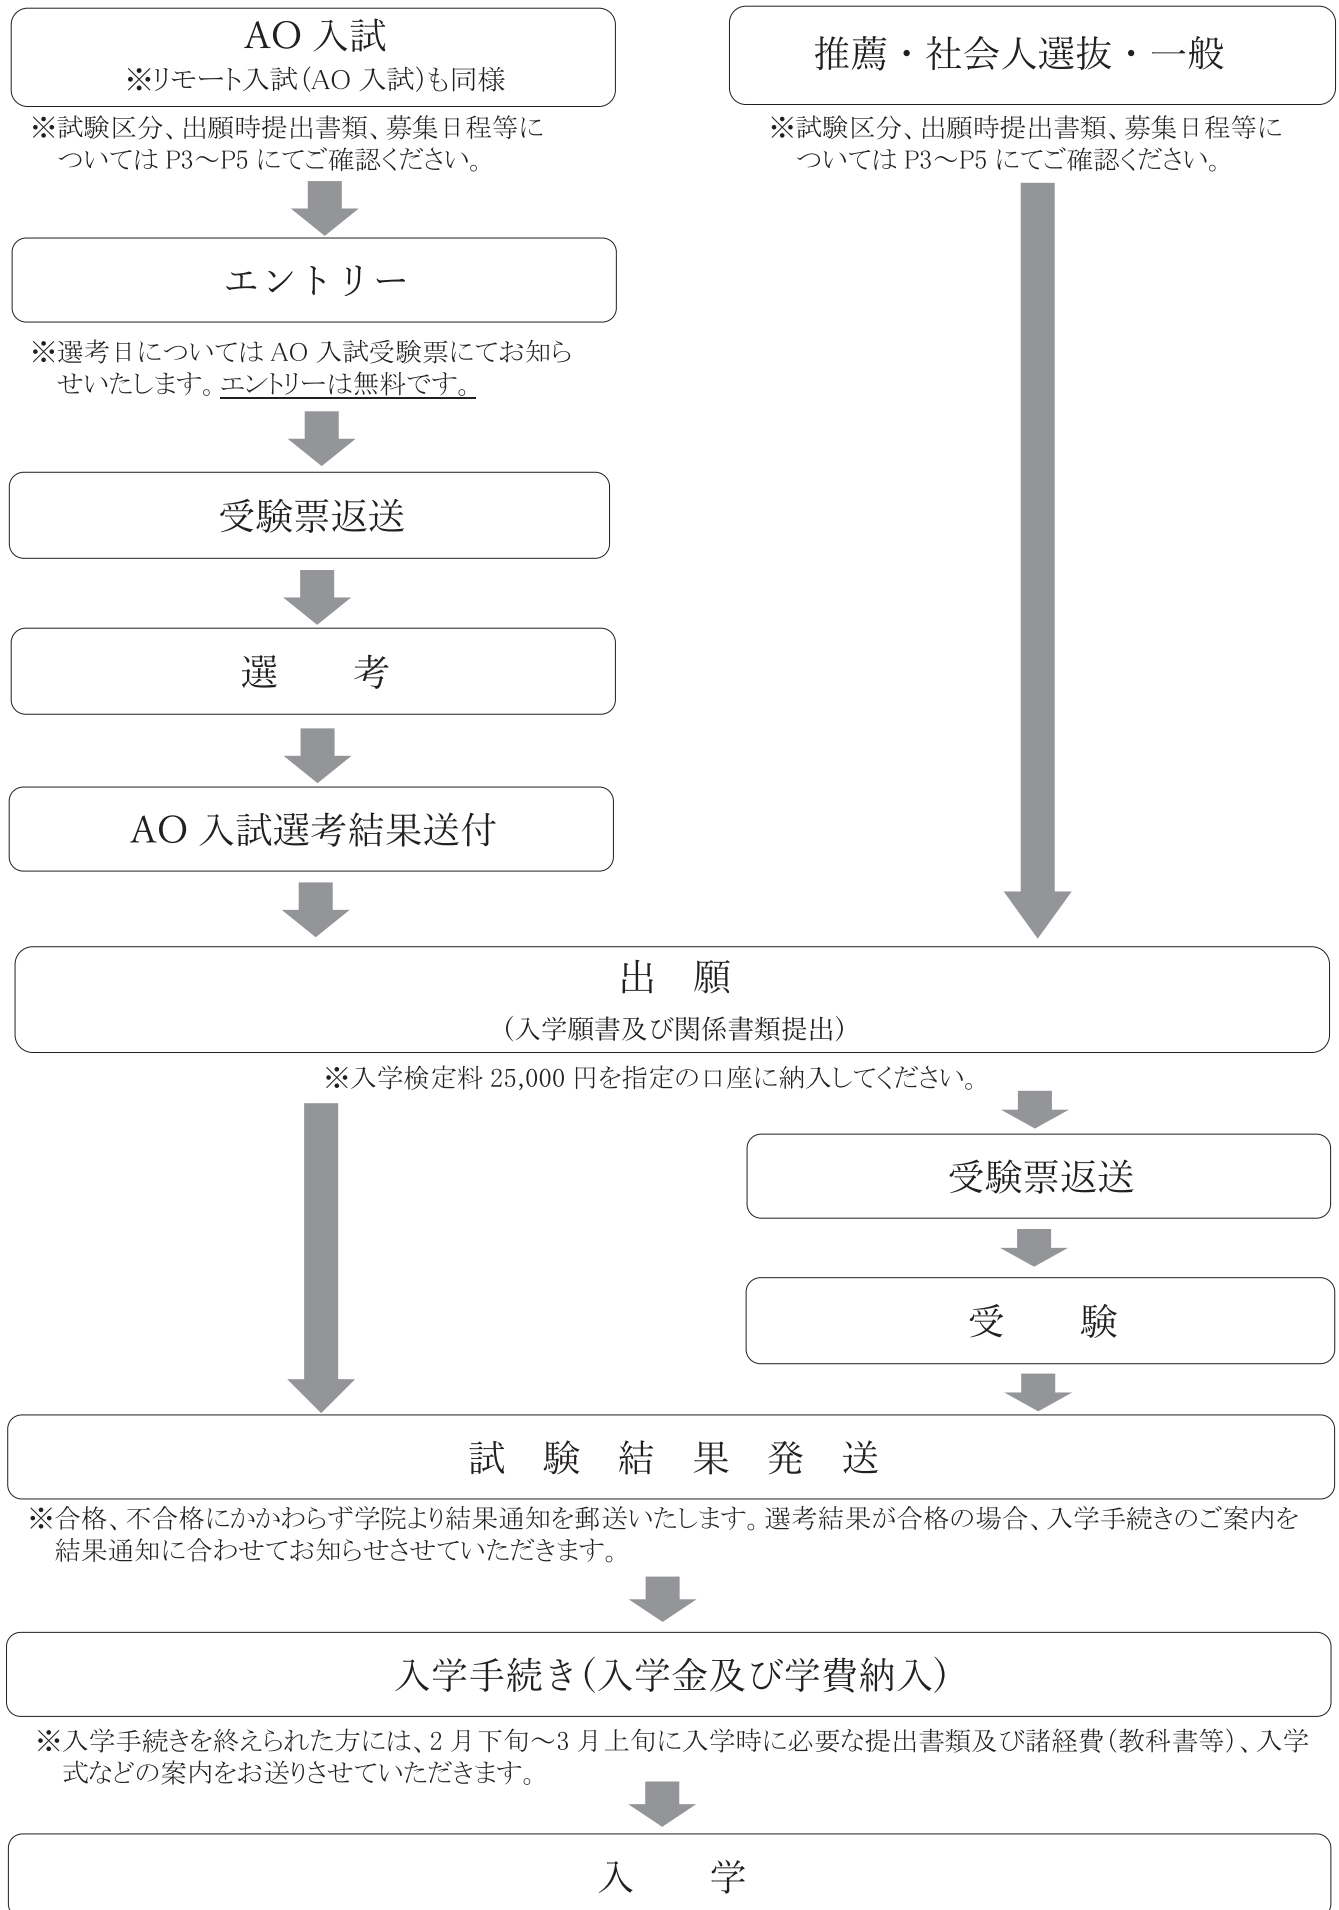 AO 入試
※リモート入試(AO 入試)も同様
※試験区分、出願時提出書類、募集日程等に
ついては P3～P5 にてご確認ください。
推薦・社会人選抜・一般
※試験区分、出願時提出書類、募集日程等に
ついては P3～P5 にてご確認ください。
エントリー
※選考日については AO 入試受験票にてお知ら
せいたします。エントリーは無料です。
受験票返送
選　　考
AO 入試選考結果送付
出　願
(入学願書及び関係書類提出)
※入学検定料 25,000 円を指定の口座に納入してください。
受験票返送
受　　験
試　験　結　果　発　送
※合格、不合格にかかわらず学院より結果通知を郵送いたします。選考結果が合格の場合、入学手続きのご案内を
結果通知に合わせてお知らせさせていただきます。
入学手続き(入学金及び学費納入)
※入学手続きを終えられた方には、2 月下旬～3 月上旬に入学時に必要な提出書類及び諸経費(教科書等)、入学
式などの案内をお送りさせていただきます。
入　　学